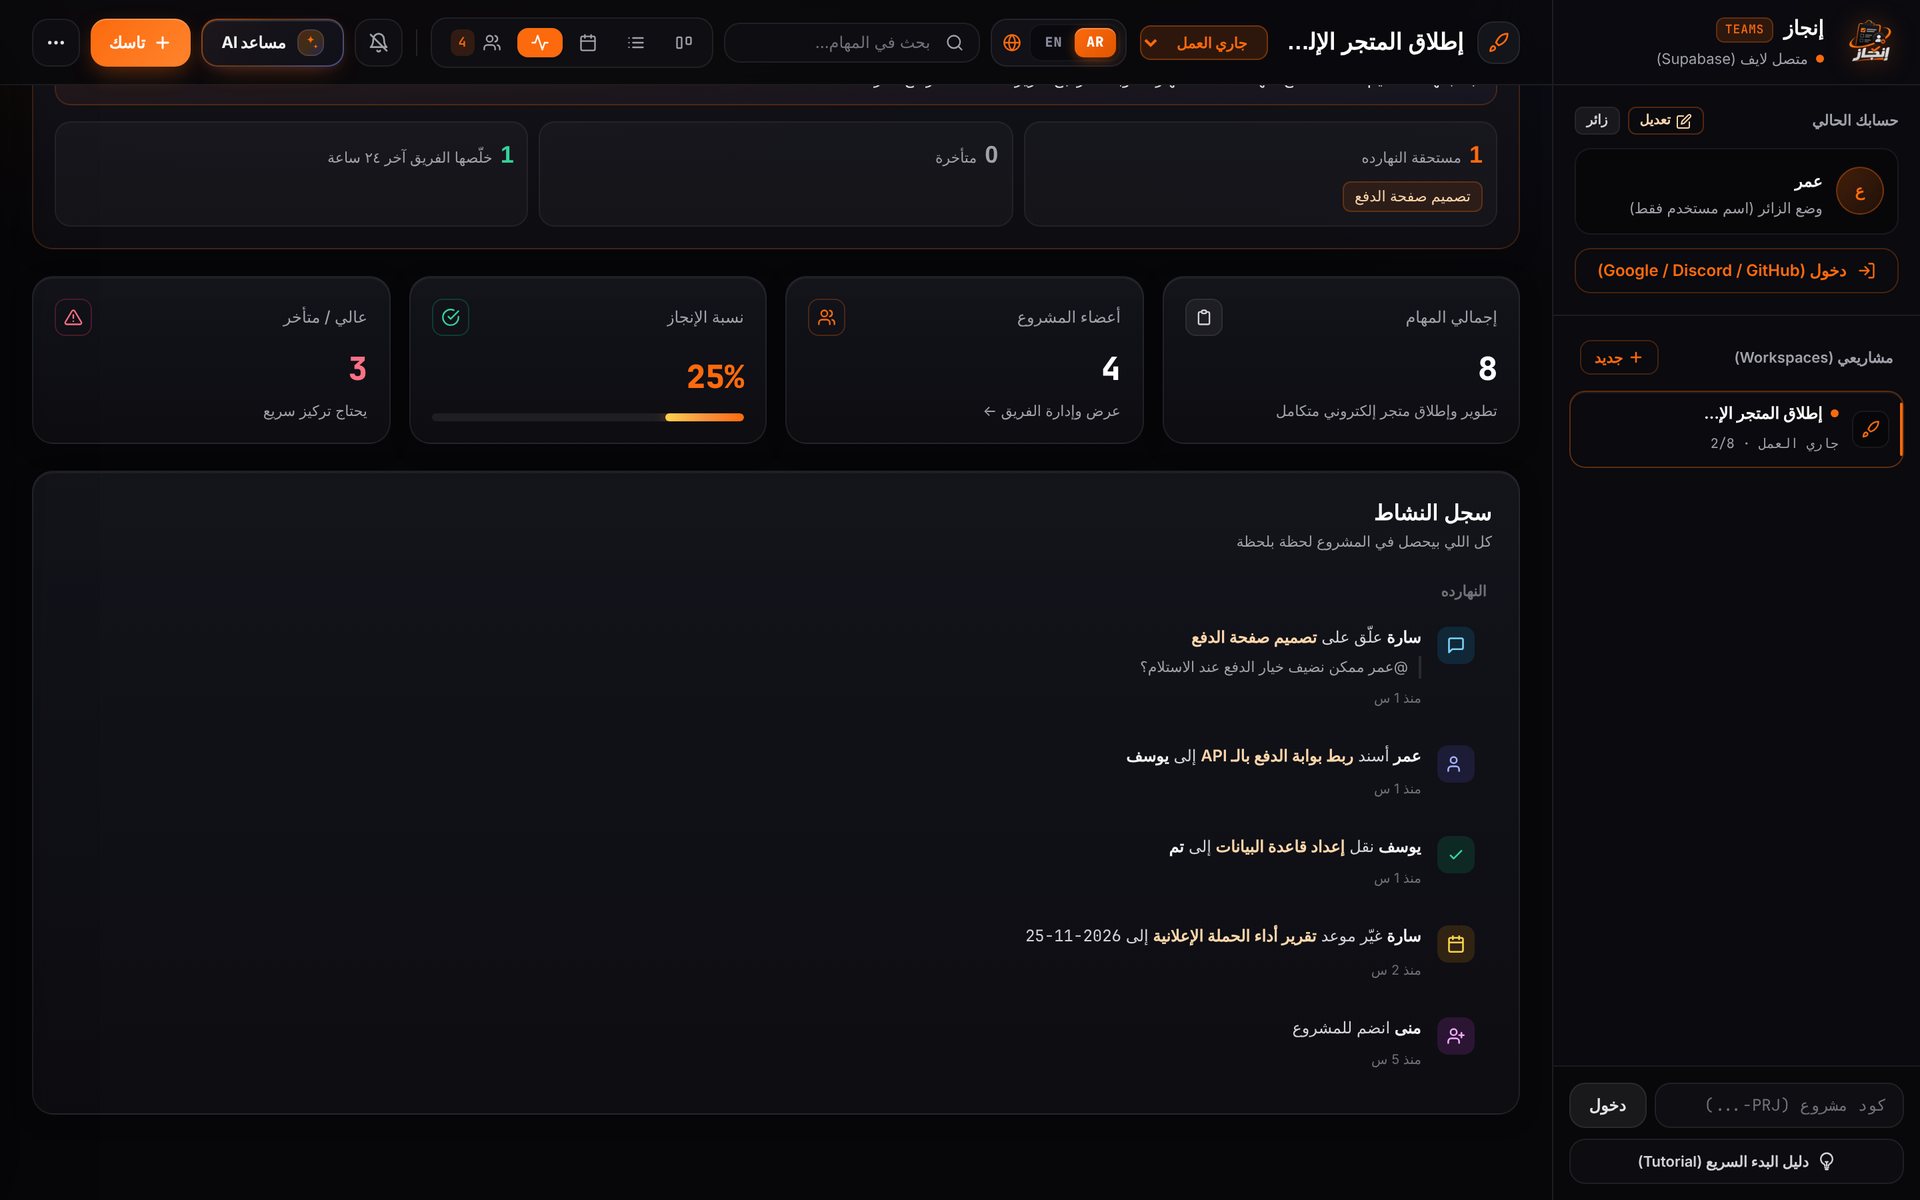 إنجاز TEAMS
متصل لايف (Supabase)
إنجاز
حسابك الحالي
تعديل
زائر
ع
عمر
وضع الزائر (اسم مستخدم فقط)
دخول (Google / Discord / GitHub)
مشاريعي (Workspaces)
+ جديد
إطلاق المتجر الإ...
جاري العمل · 2/8
كود مشروع (PRJ-...)
دخول
دليل البدء السريع (Tutorial)
إطلاق المتجر الإل...
جاري العمل
AR
EN
بحث في المهام...
4
مساعد AI
+ تاسك
1 مستحقة النهارده
تصميم صفحة الدفع
0 متأخرة
1 خلّصها الفريق آخر ٢٤ ساعة
إجمالي المهام
8
تطوير وإطلاق متجر إلكتروني متكامل
أعضاء المشروع
4
عرض وإدارة الفريق ←
نسبة الإنجاز
25%
عالي / متأخر
3
يحتاج تركيز سريع
سجل النشاط
كل اللي بيحصل في المشروع لحظة بلحظة
النهارده
سارة علّق على تصميم صفحة الدفع
@عمر ممكن نضيف خيار الدفع عند الاستلام؟
منذ 1 س
عمر أسند ربط بوابة الدفع بالـ API إلى يوسف
منذ 1 س
يوسف نقل إعداد قاعدة البيانات إلى تم
منذ 1 س
سارة غيّر موعد تقرير أداء الحملة الإعلانية إلى 2026-11-25
منذ 2 س
منى انضم للمشروع
منذ 5 س